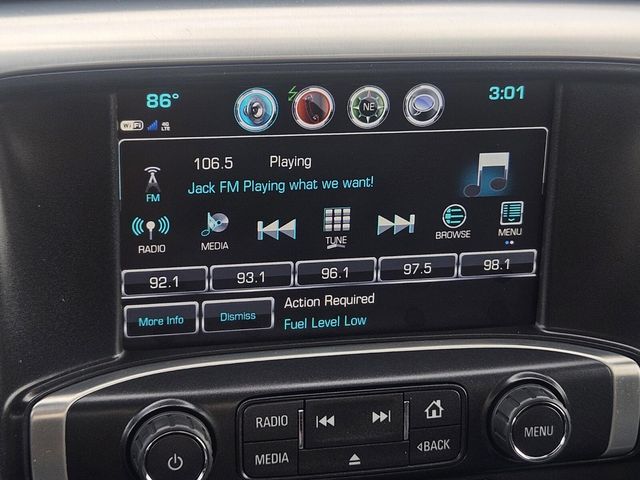 86° 3:01
WiFi 4G LTE
NE
106.5 Playing
Jack FM Playing what we want!
FM
RADIO MEDIA TUNE BROWSE MENU
92.1 93.1 96.1 97.5 98.1
More Info Dismiss Action Required
Fuel Level Low
RADIO
MEDIA
BACK
MENU